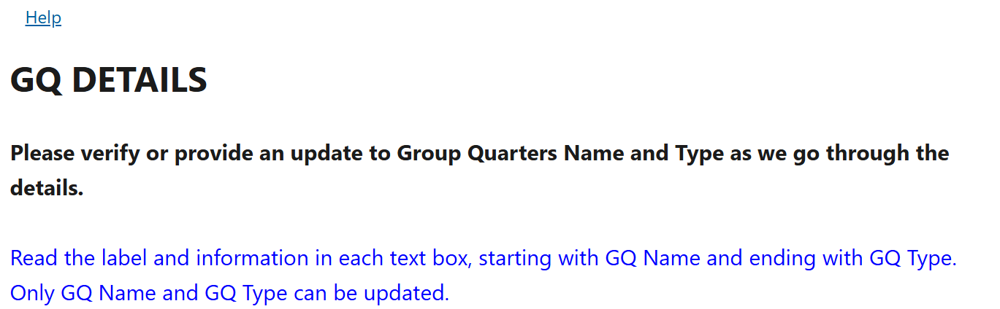 Help
GQ DETAILS
Please verify or provide an update to Group Quarters Name and Type as we go through the
details.
Read the label and information in each text box, starting with GQ Name and ending with GQ Type.
Only GQ Name and GQ Type can be updated.